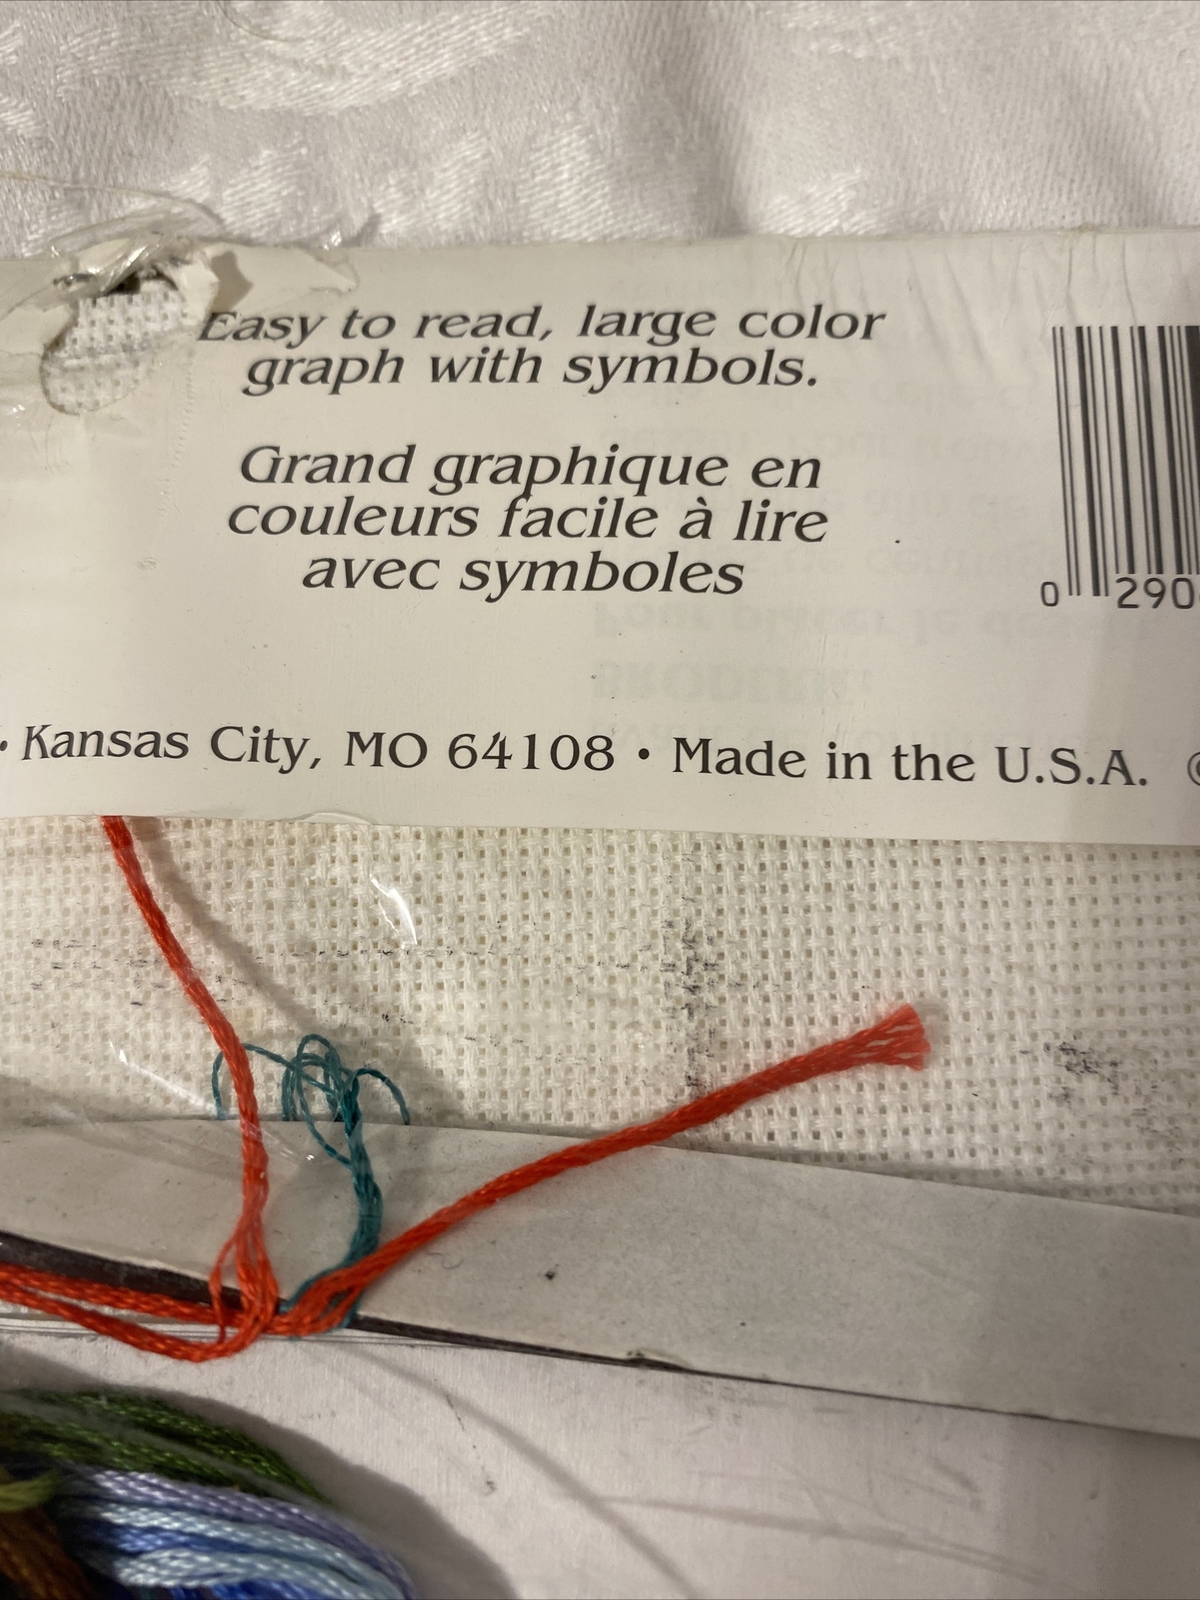 Easy to read, large color
graph with symbols.
Grand graphique en
couleurs facile à lire
avec symboles
0 290
• Kansas City, MO 64108 • Made in the U.S.A. ©